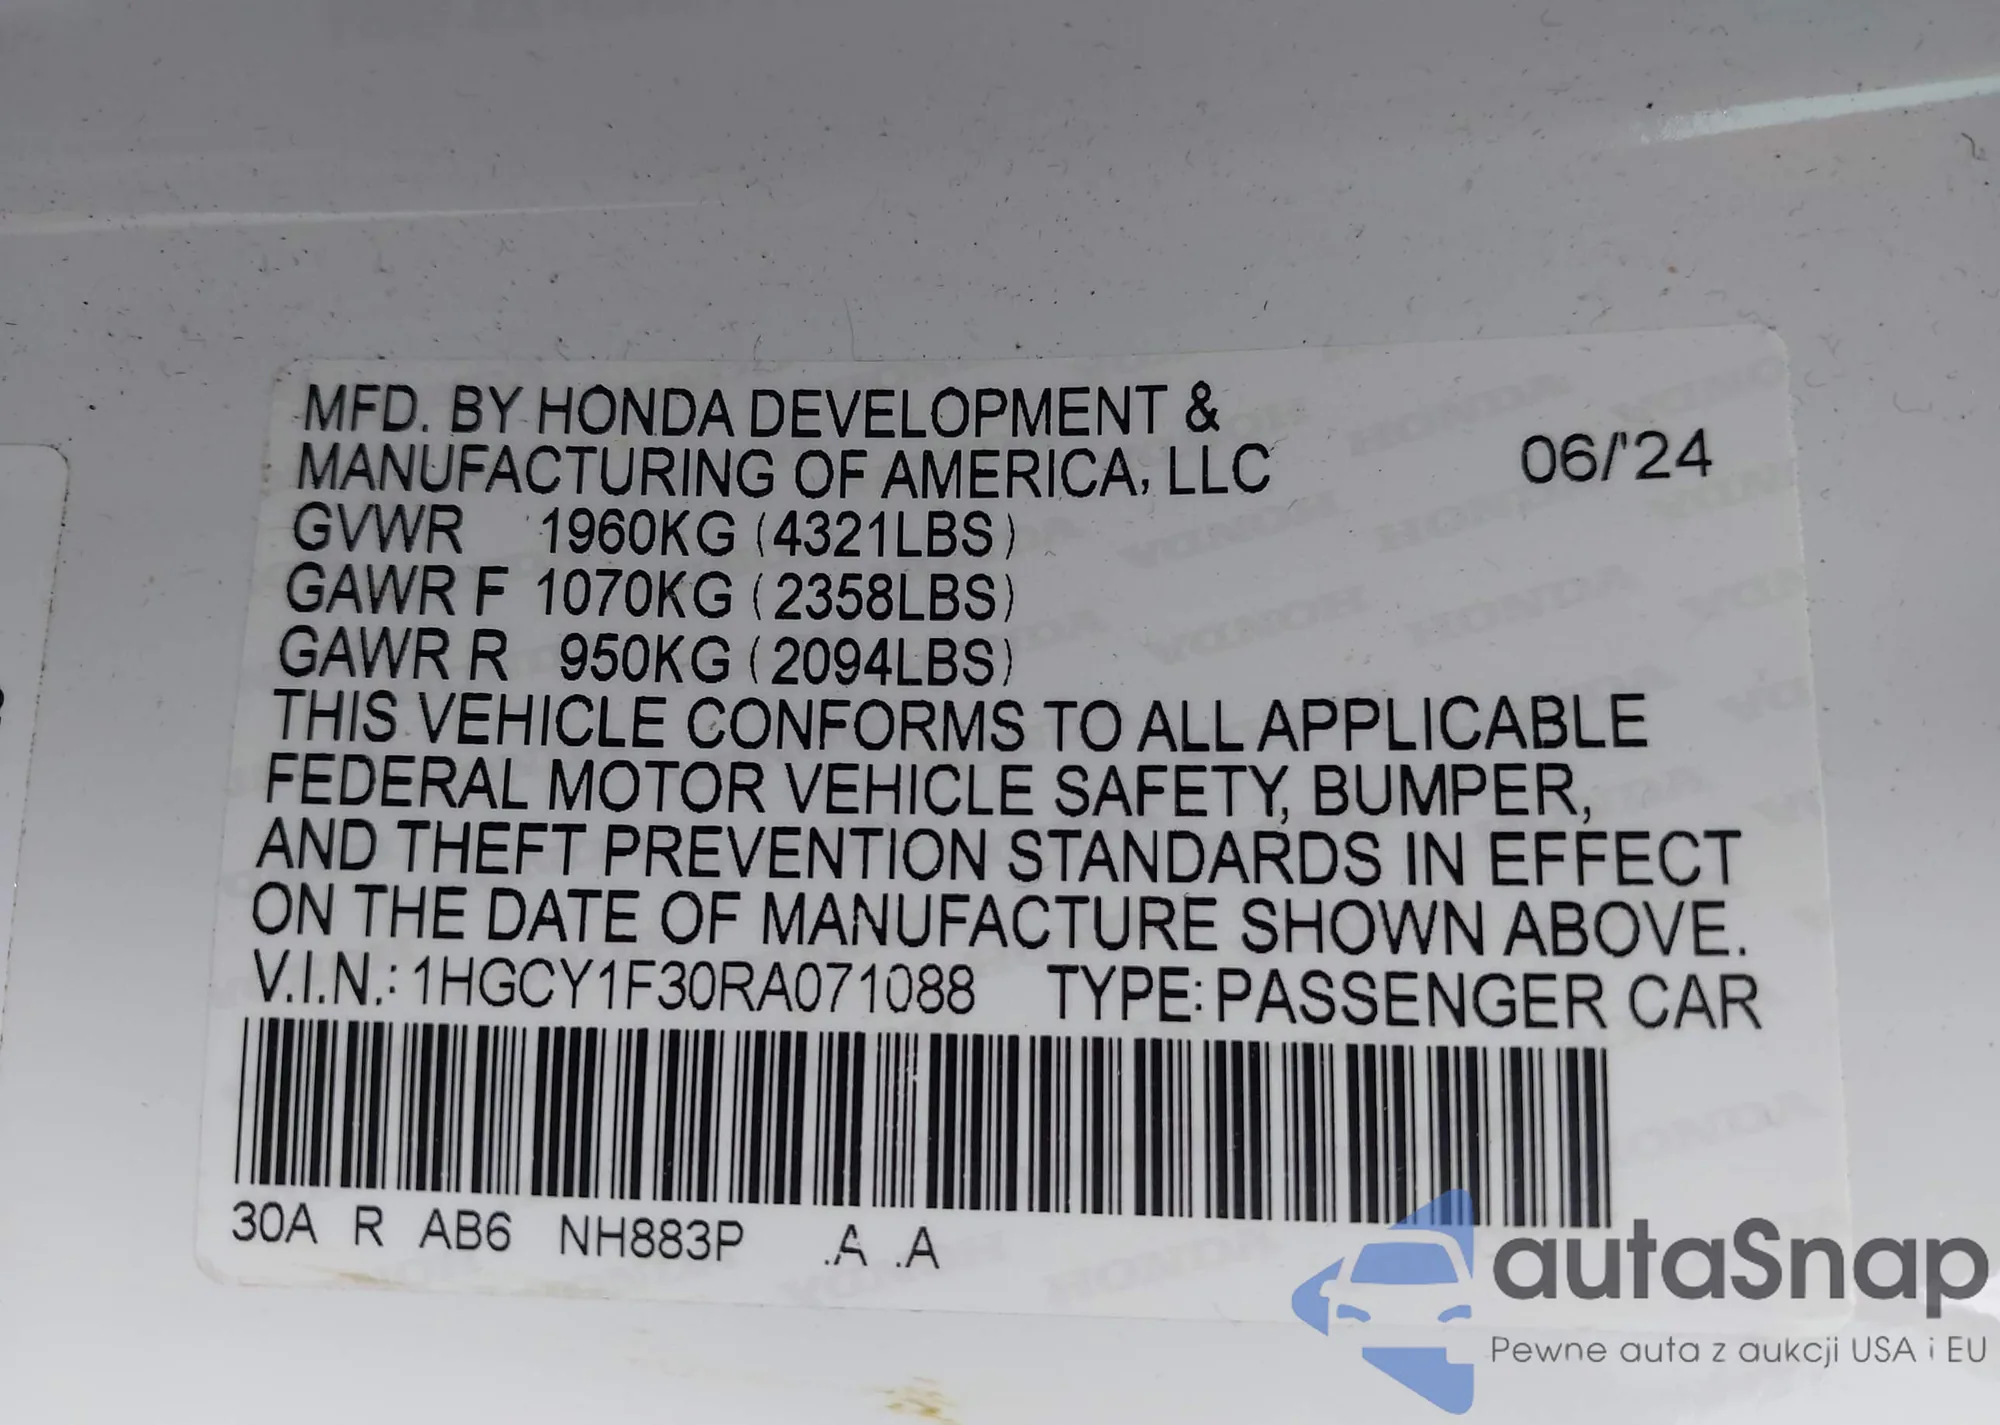 MFD. BY HONDA DEVELOPMENT &
MANUFACTURING OF AMERICA, LLC 06/'24
GVWR 1960KG (4321LBS)
GAWR F 1070KG (2358LBS)
GAWR R 950KG (2094LBS)
THIS VEHICLE CONFORMS TO ALL APPLICABLE
FEDERAL MOTOR VEHICLE SAFETY, BUMPER,
AND THEFT PREVENTION STANDARDS IN EFFECT
ON THE DATE OF MANUFACTURE SHOWN ABOVE.
V.I.N.: 1HGCY1F30RA071088 TYPE: PASSENGER CAR
30A R AB6 NH883P .A .A
autaSnap
Pewne auta z aukcji USA i EU